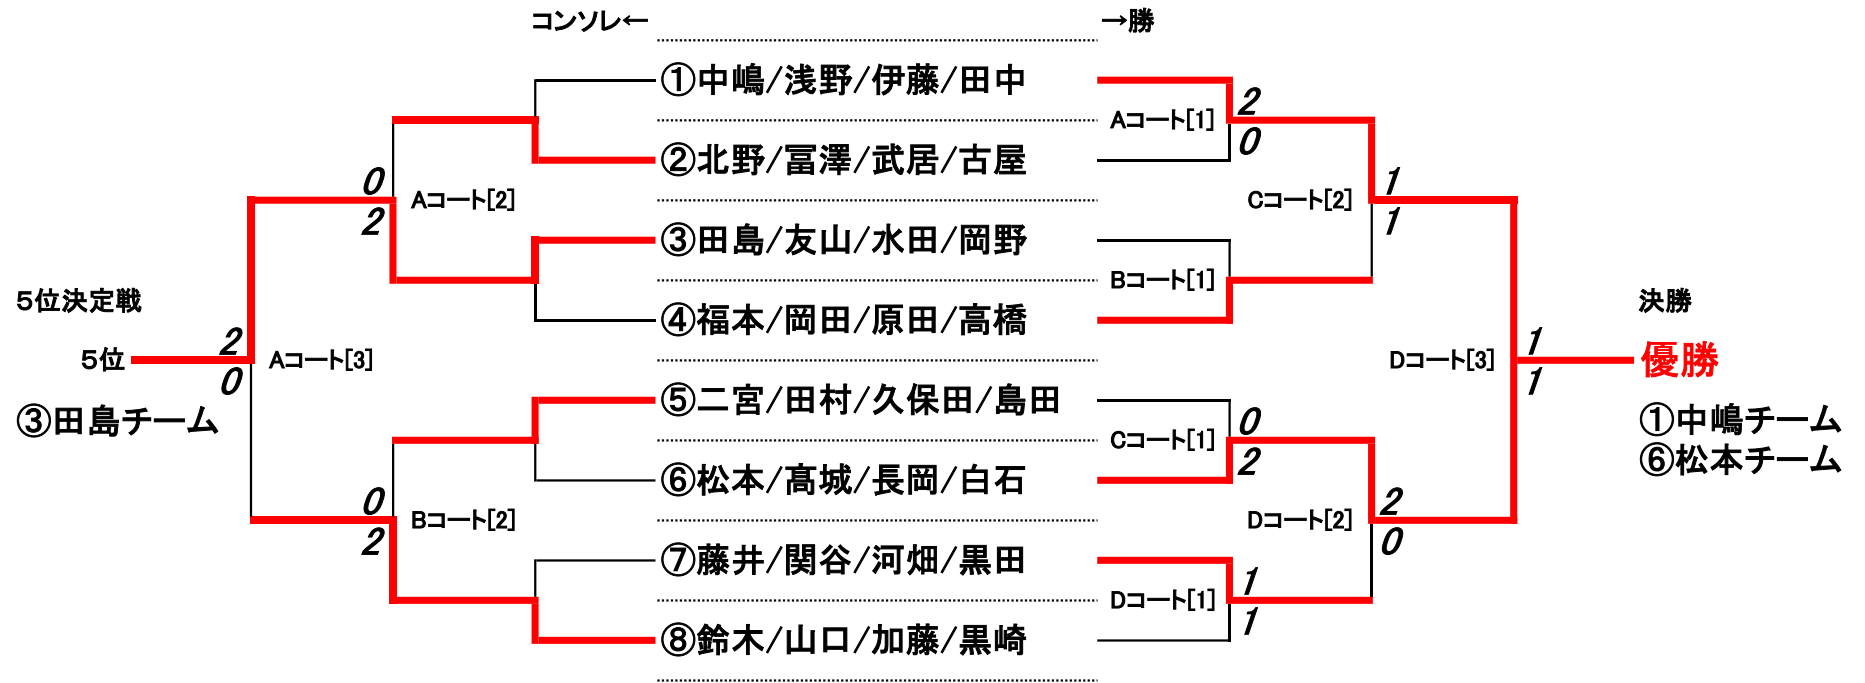 コンソレ← →勝
①中嶋/浅野/伊藤/田中
Aコート[1] 2
0
②北野/冨澤/武居/古屋
0
2
Aコート[2]
Cコート[2] 1
1
③田島/友山/水田/岡野
Bコート[1]
④福本/岡田/原田/高橋
5位決定戦
5位
2
0
Aコート[3]
③田島チーム
決勝
Dコート[3] 1
1
優勝
①中嶋チーム
⑥松本チーム
⑤二宮/田村/久保田/島田
Cコート[1] 0
2
⑥松本/髙城/長岡/白石
0
2
Bコート[2]
Dコート[2] 2
0
⑦藤井/関谷/河畑/黒田
Dコート[1] 1
1
⑧鈴木/山口/加藤/黒崎